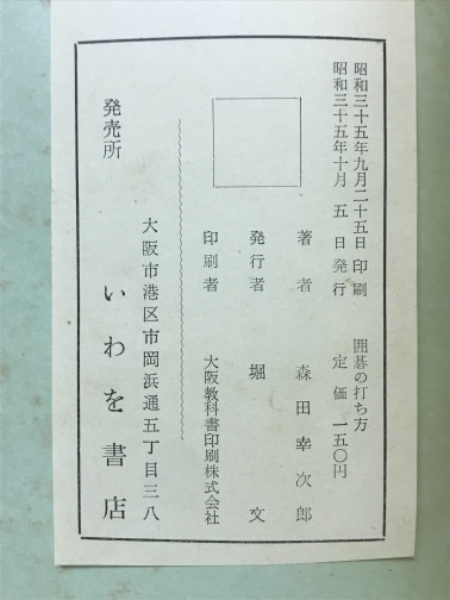 昭和三十五年九月二十五日印刷 囲碁の打ち方
昭和三十五年十月五日発行 定価 一五〇円
著者 森田幸次郎
発行者 堀文
印刷者 大阪教科書印刷株式会社
大阪市港区市岡浜通五丁目三八
発売所 いわを書店